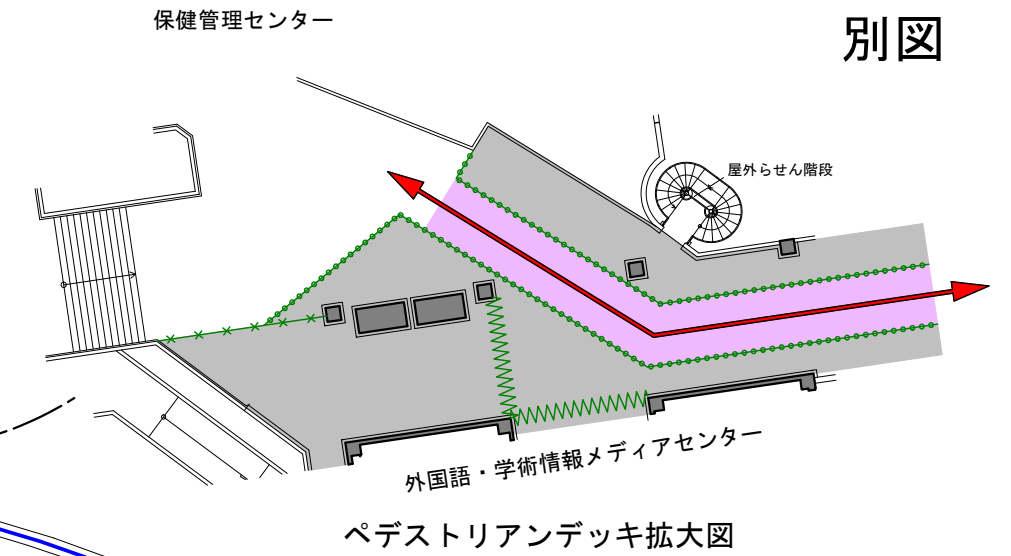 保健管理センター
別図
屋外らせん階段
外国語・学術情報メディアセンター
ペデストリアンデッキ拡大図